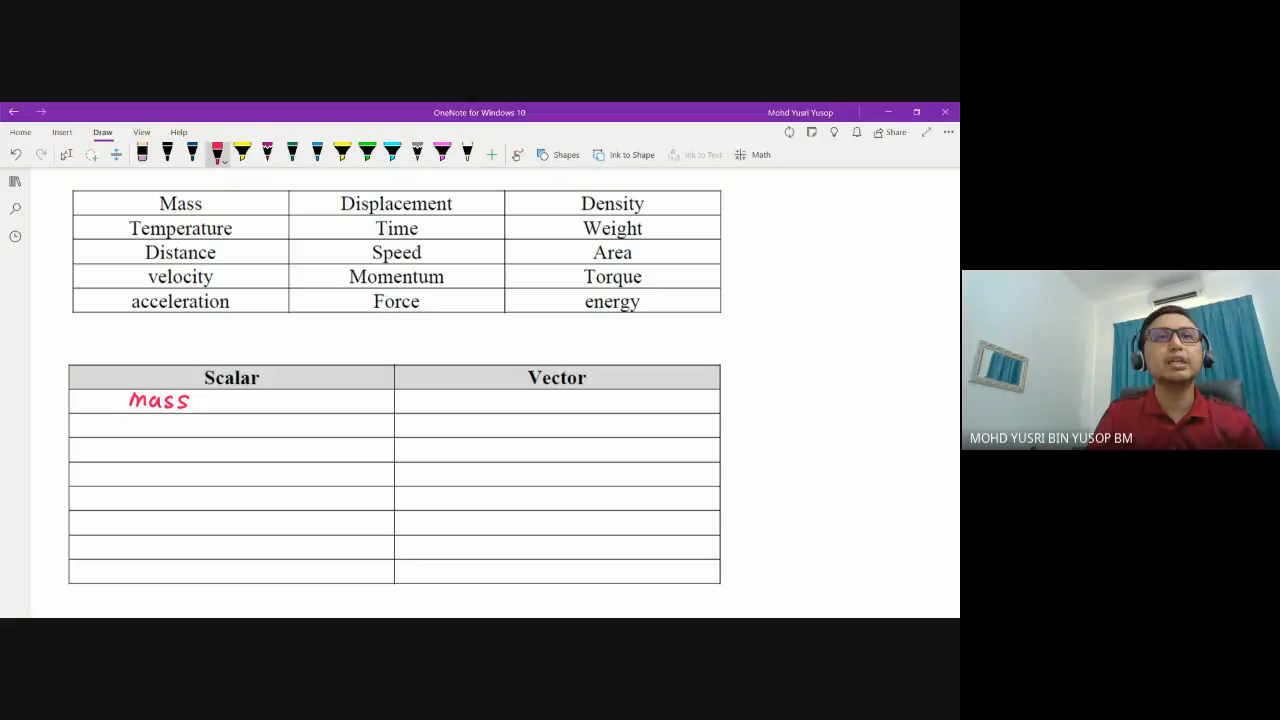 OneNote for Windows 10
Mohd Yusri Yusop
Home Insert Draw View Help
Share
Shapes Ink to Shape Ink to Text Math
Mass Displacement Density
Temperature Time Weight
Distance Speed Area
velocity Momentum Torque
acceleration Force energy
Scalar Vector
mass
MOHD YUSRI BIN YUSOP BM